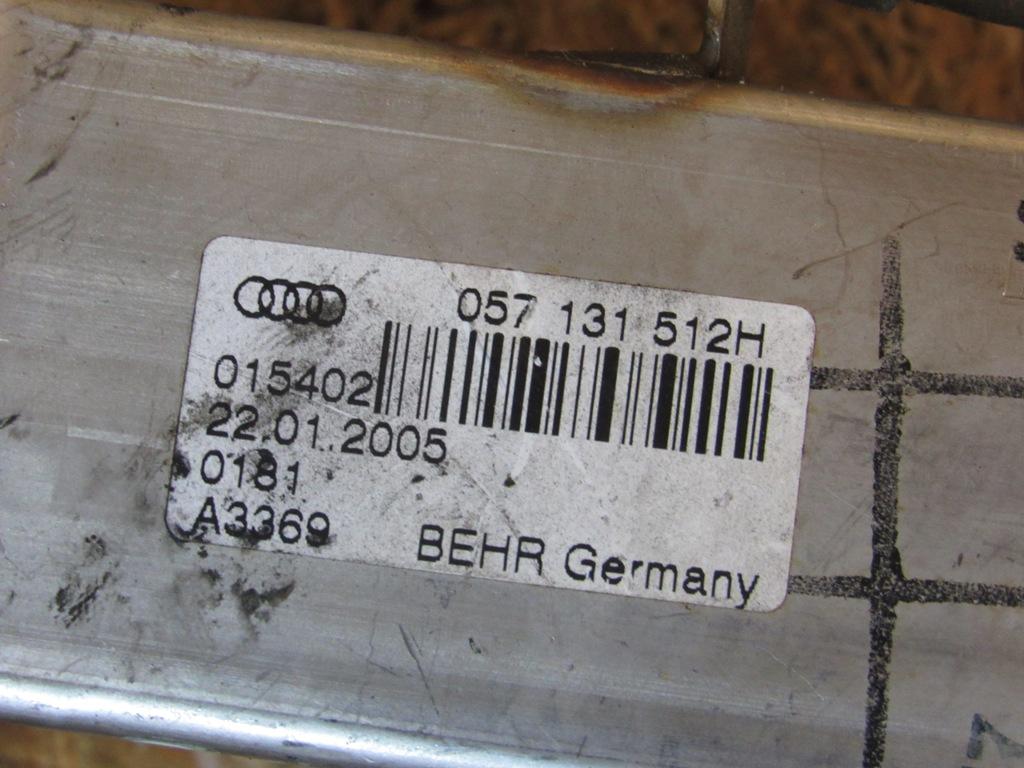 057 131 512H
015402
22.01.2005
0181
A3369
BEHR Germany